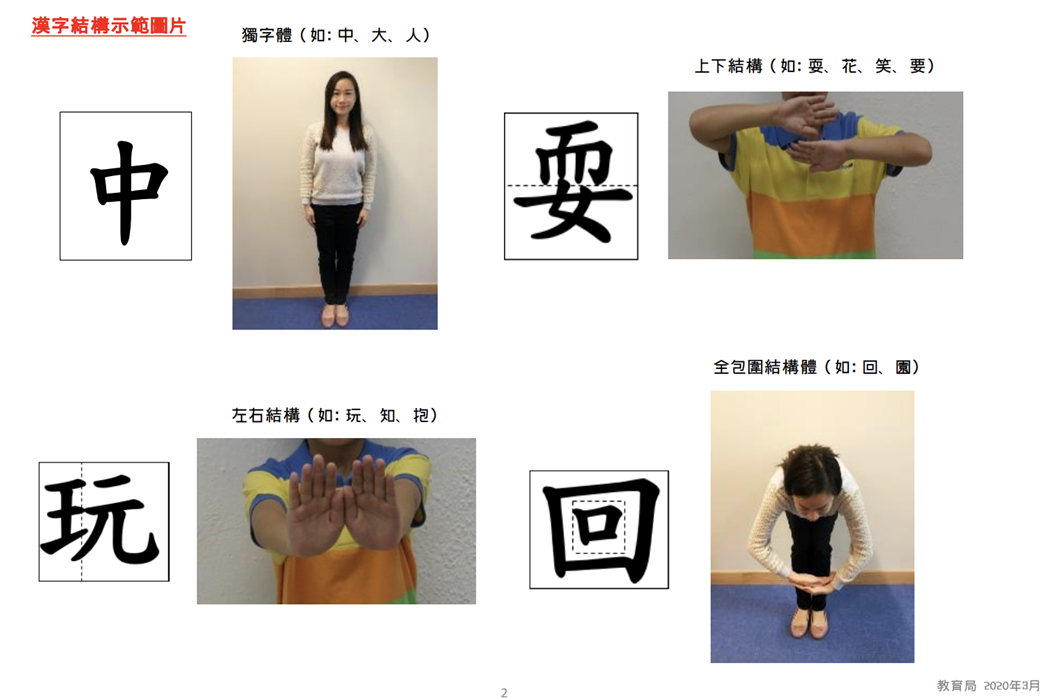 漢字結構示範圖片
獨字體（如: 中、大、人）
上下結構（如: 耍、花、笑、要）
中
耍
左右結構（如: 玩、知、抱）
全包圍結構體（如: 回、園）
玩
回
2
教育局 2020年3月